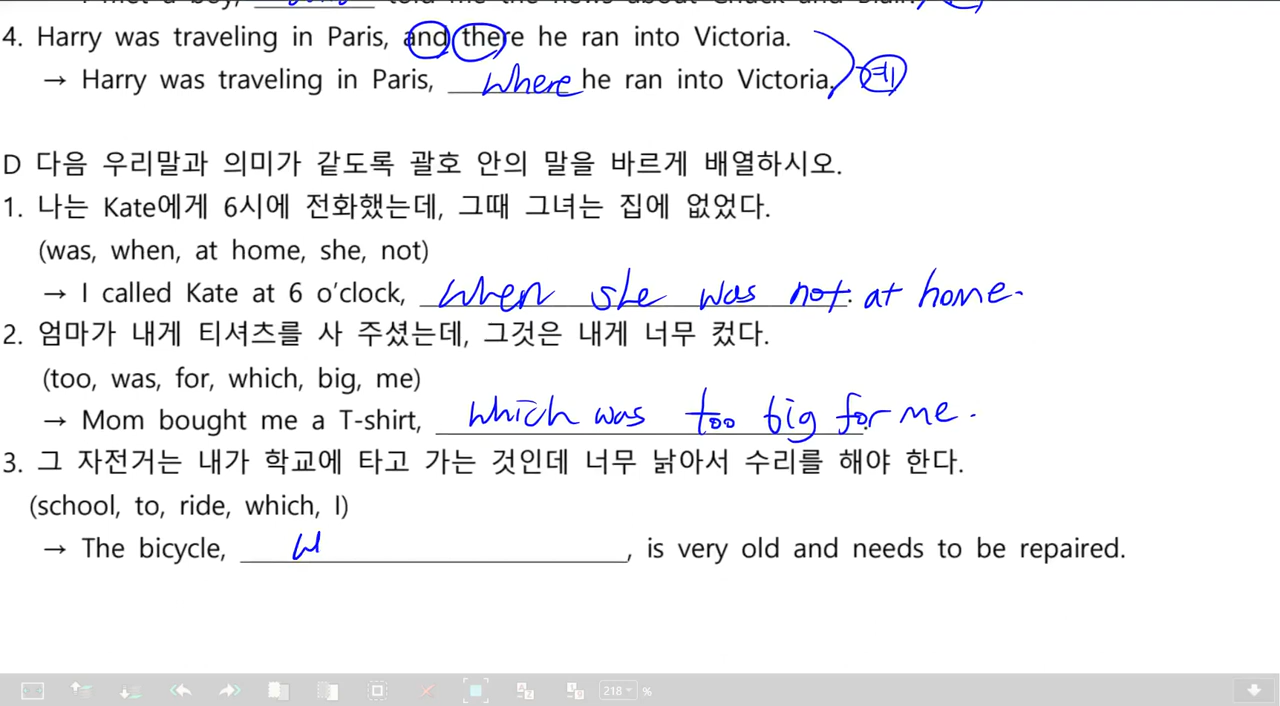 4. Harry was traveling in Paris, and there he ran into Victoria.
→ Harry was traveling in Paris, where he ran into Victoria.
D 다음 우리말과 의미가 같도록 괄호 안의 말을 바르게 배열하시오.
1. 나는 Kate에게 6시에 전화했는데, 그때 그녀는 집에 없었다.
(was, when, at home, she, not)
→ I called Kate at 6 o'clock, when she was not at home.
2. 엄마가 내게 티셔츠를 사 주셨는데, 그것은 내게 너무 컸다.
(too, was, for, which, big, me)
→ Mom bought me a T-shirt, which was too big for me.
3. 그 자전거는 내가 학교에 타고 가는 것인데 너무 낡아서 수리를 해야 한다.
(school, to, ride, which, I)
→ The bicycle, , is very old and needs to be repaired.
218 %